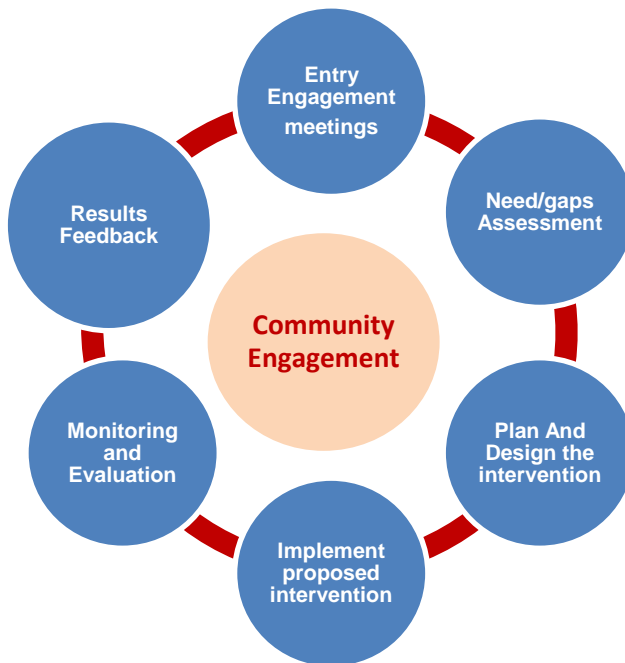 Entry
Engagement
meetings
Need/gaps
Assessment
Plan And
Design the
intervention
Implement
proposed
intervention
Monitoring
and
Evaluation
Results
Feedback
Community
Engagement